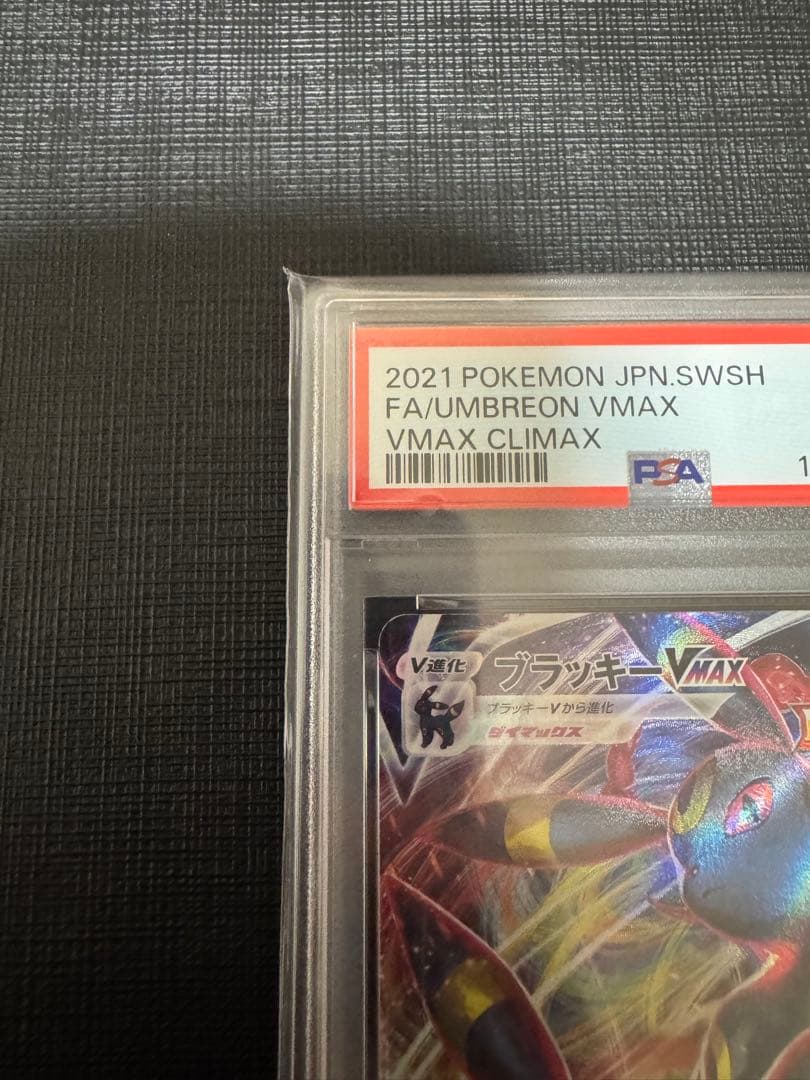 2021 POKEMON JPN.SWSH
FA/UMBREON VMAX
VMAX CLIMAX
PSA
V進化
ブラッキーVMAX
ブラッキーVから進化
ダイマックス